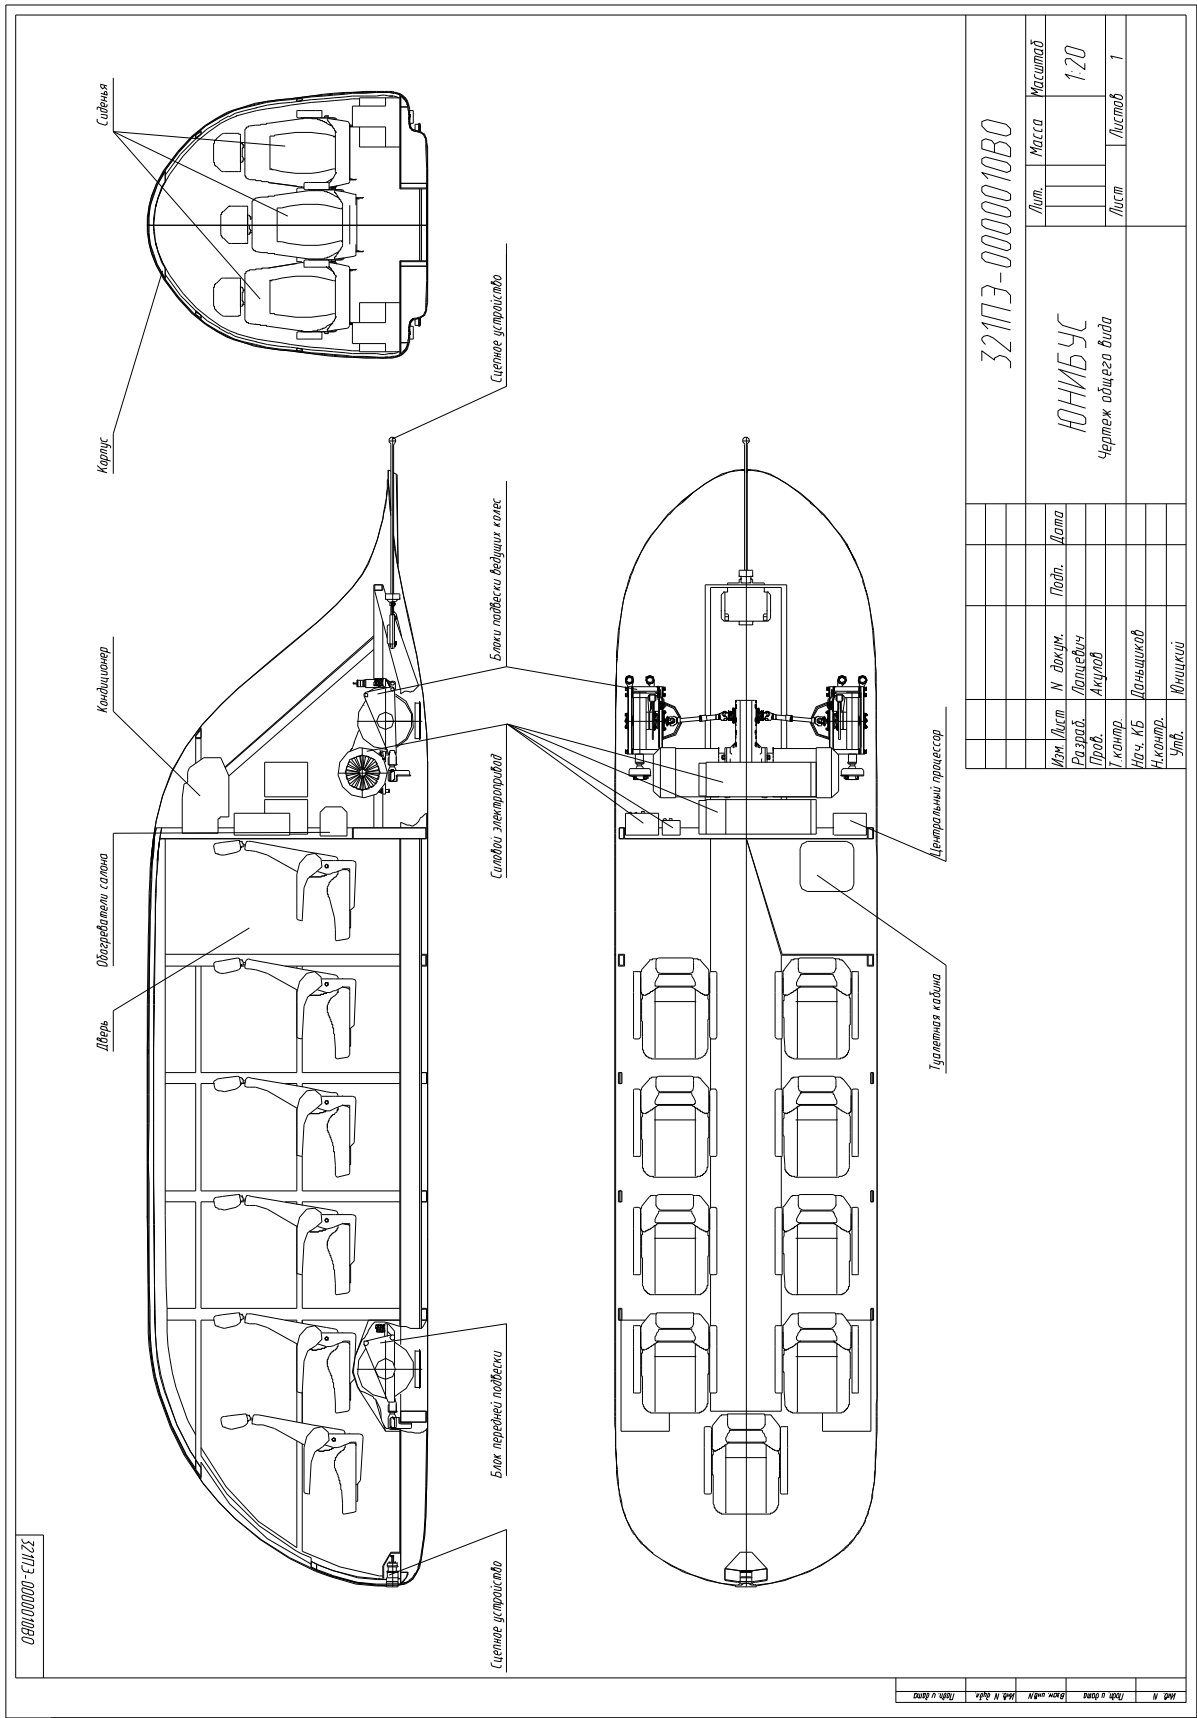 321ПЭ-0000010ВО
Сиденья
Корпус
Сцепное устройство
Кондиционер
Блоки подвески ведущих колес
Обогреватели салона
Силовой электропривод
Дверь
Центральный процессор
Туалетная кабина
Блок передней подвески
Сцепное устройство
321ПЭ-0000010ВО
ЮНИБУС
Чертеж общего вида
Лит. Масса Масштаб
1:20
Лист Листов 1
Изм. Лист N докум. Подп. Дата
Разраб. Лапцевич
Пров. Акулов
Т.контр.
Нач. КБ Даньщиков
Н.контр.
Утв. Юницкий
Подп. и дата
Инв. N дубл.
Взам. инв N
Подп. и дата
Инв. N